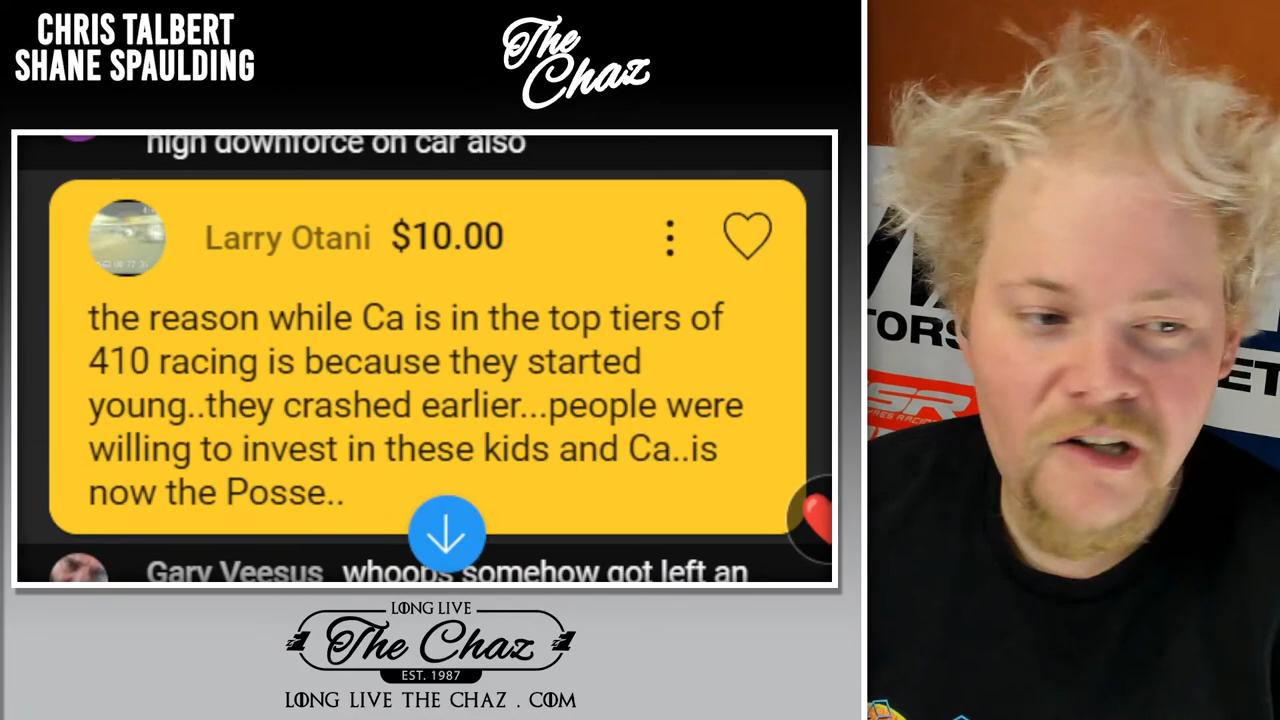 CHRIS TALBERT
SHANE SPAULDING
The
Chaz
high downforce on car also
Larry Otani $10.00
the reason while Ca is in the top tiers of
410 racing is because they started
young..they crashed earlier...people were
willing to invest in these kids and Ca..is
now the Posse..
Gary Veesus whoops somehow got left an
LONG LIVE
The Chaz
EST. 1987
LONG LIVE THE CHAZ . COM
TORS
SR
ET